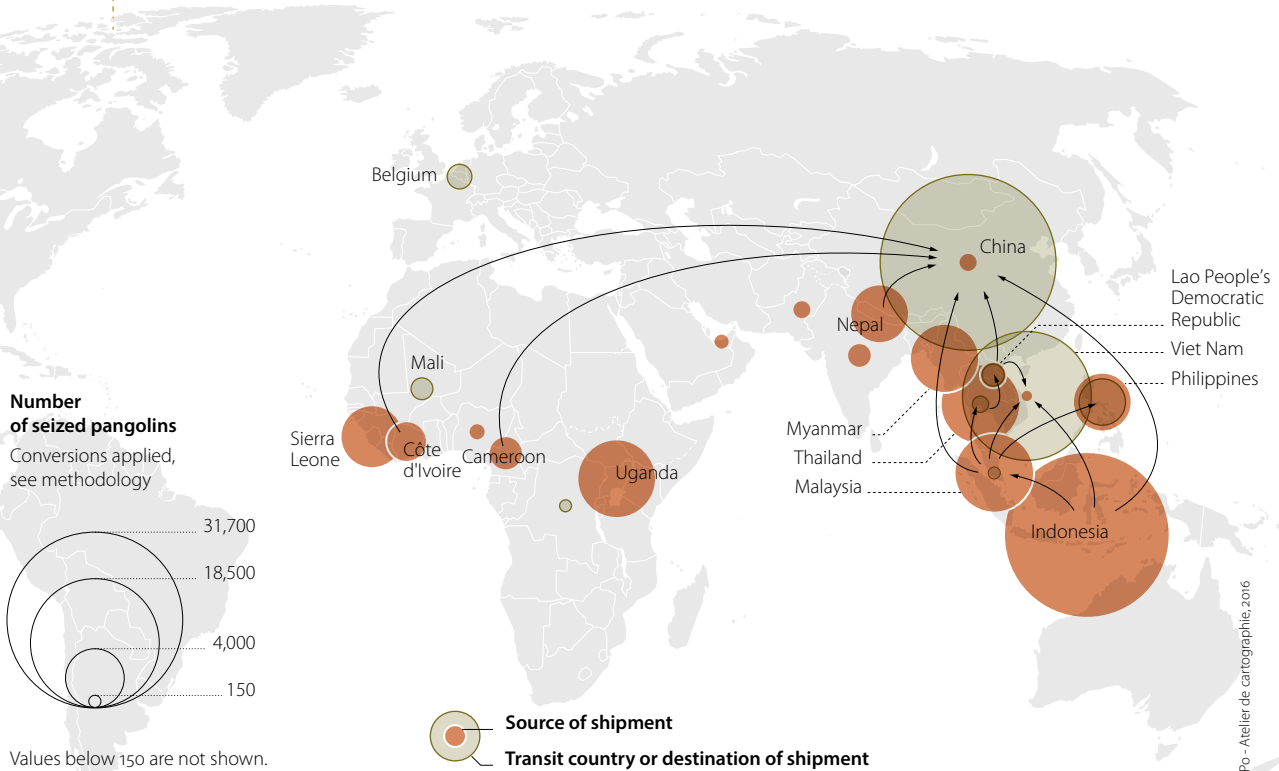 Belgium
China
Lao People's
Democratic
Republic
Nepal
Viet Nam
Mali
Philippines
Number
of seized pangolins
Conversions applied,
see methodology
Sierra
Leone
Côte
d'Ivoire
Cameroon
Uganda
Myanmar
Thailand
Malaysia
Indonesia
31,700
18,500
4,000
150
Values below 150 are not shown.
Source of shipment
Transit country or destination of shipment
Po - Atelier de cartographie, 2016